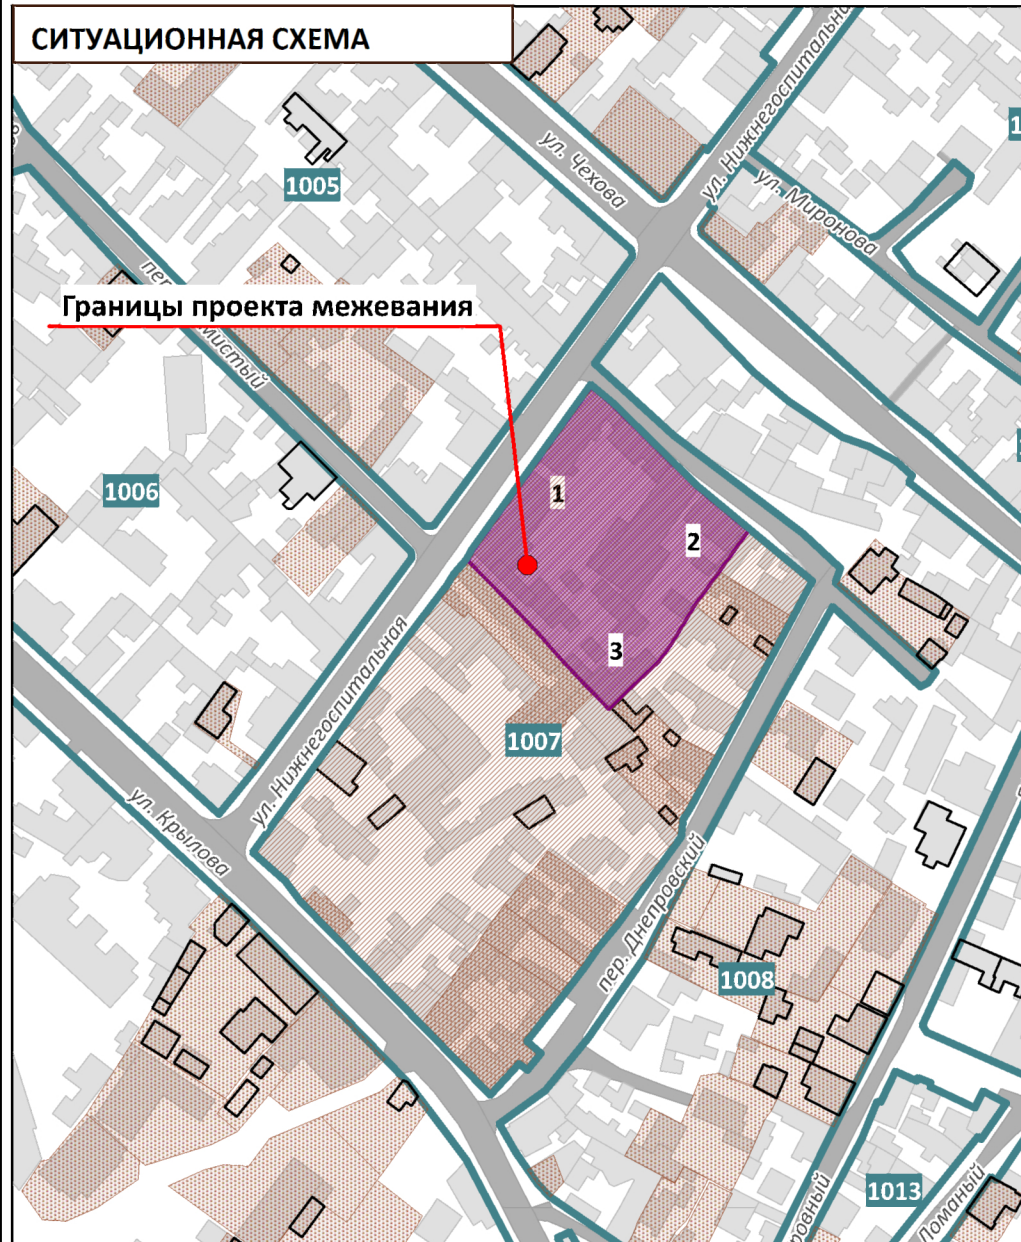 СИТУАЦИОННАЯ СХЕМА
ул. Нижнегоспитальная
ул. Чехова
ул. Миронова
1005
Границы проекта межевания
1006
1
2
3
1007
ул. Нижнегоспитальная
ул. Крылова
пер. Днепровский
1008
1013
Ломаный